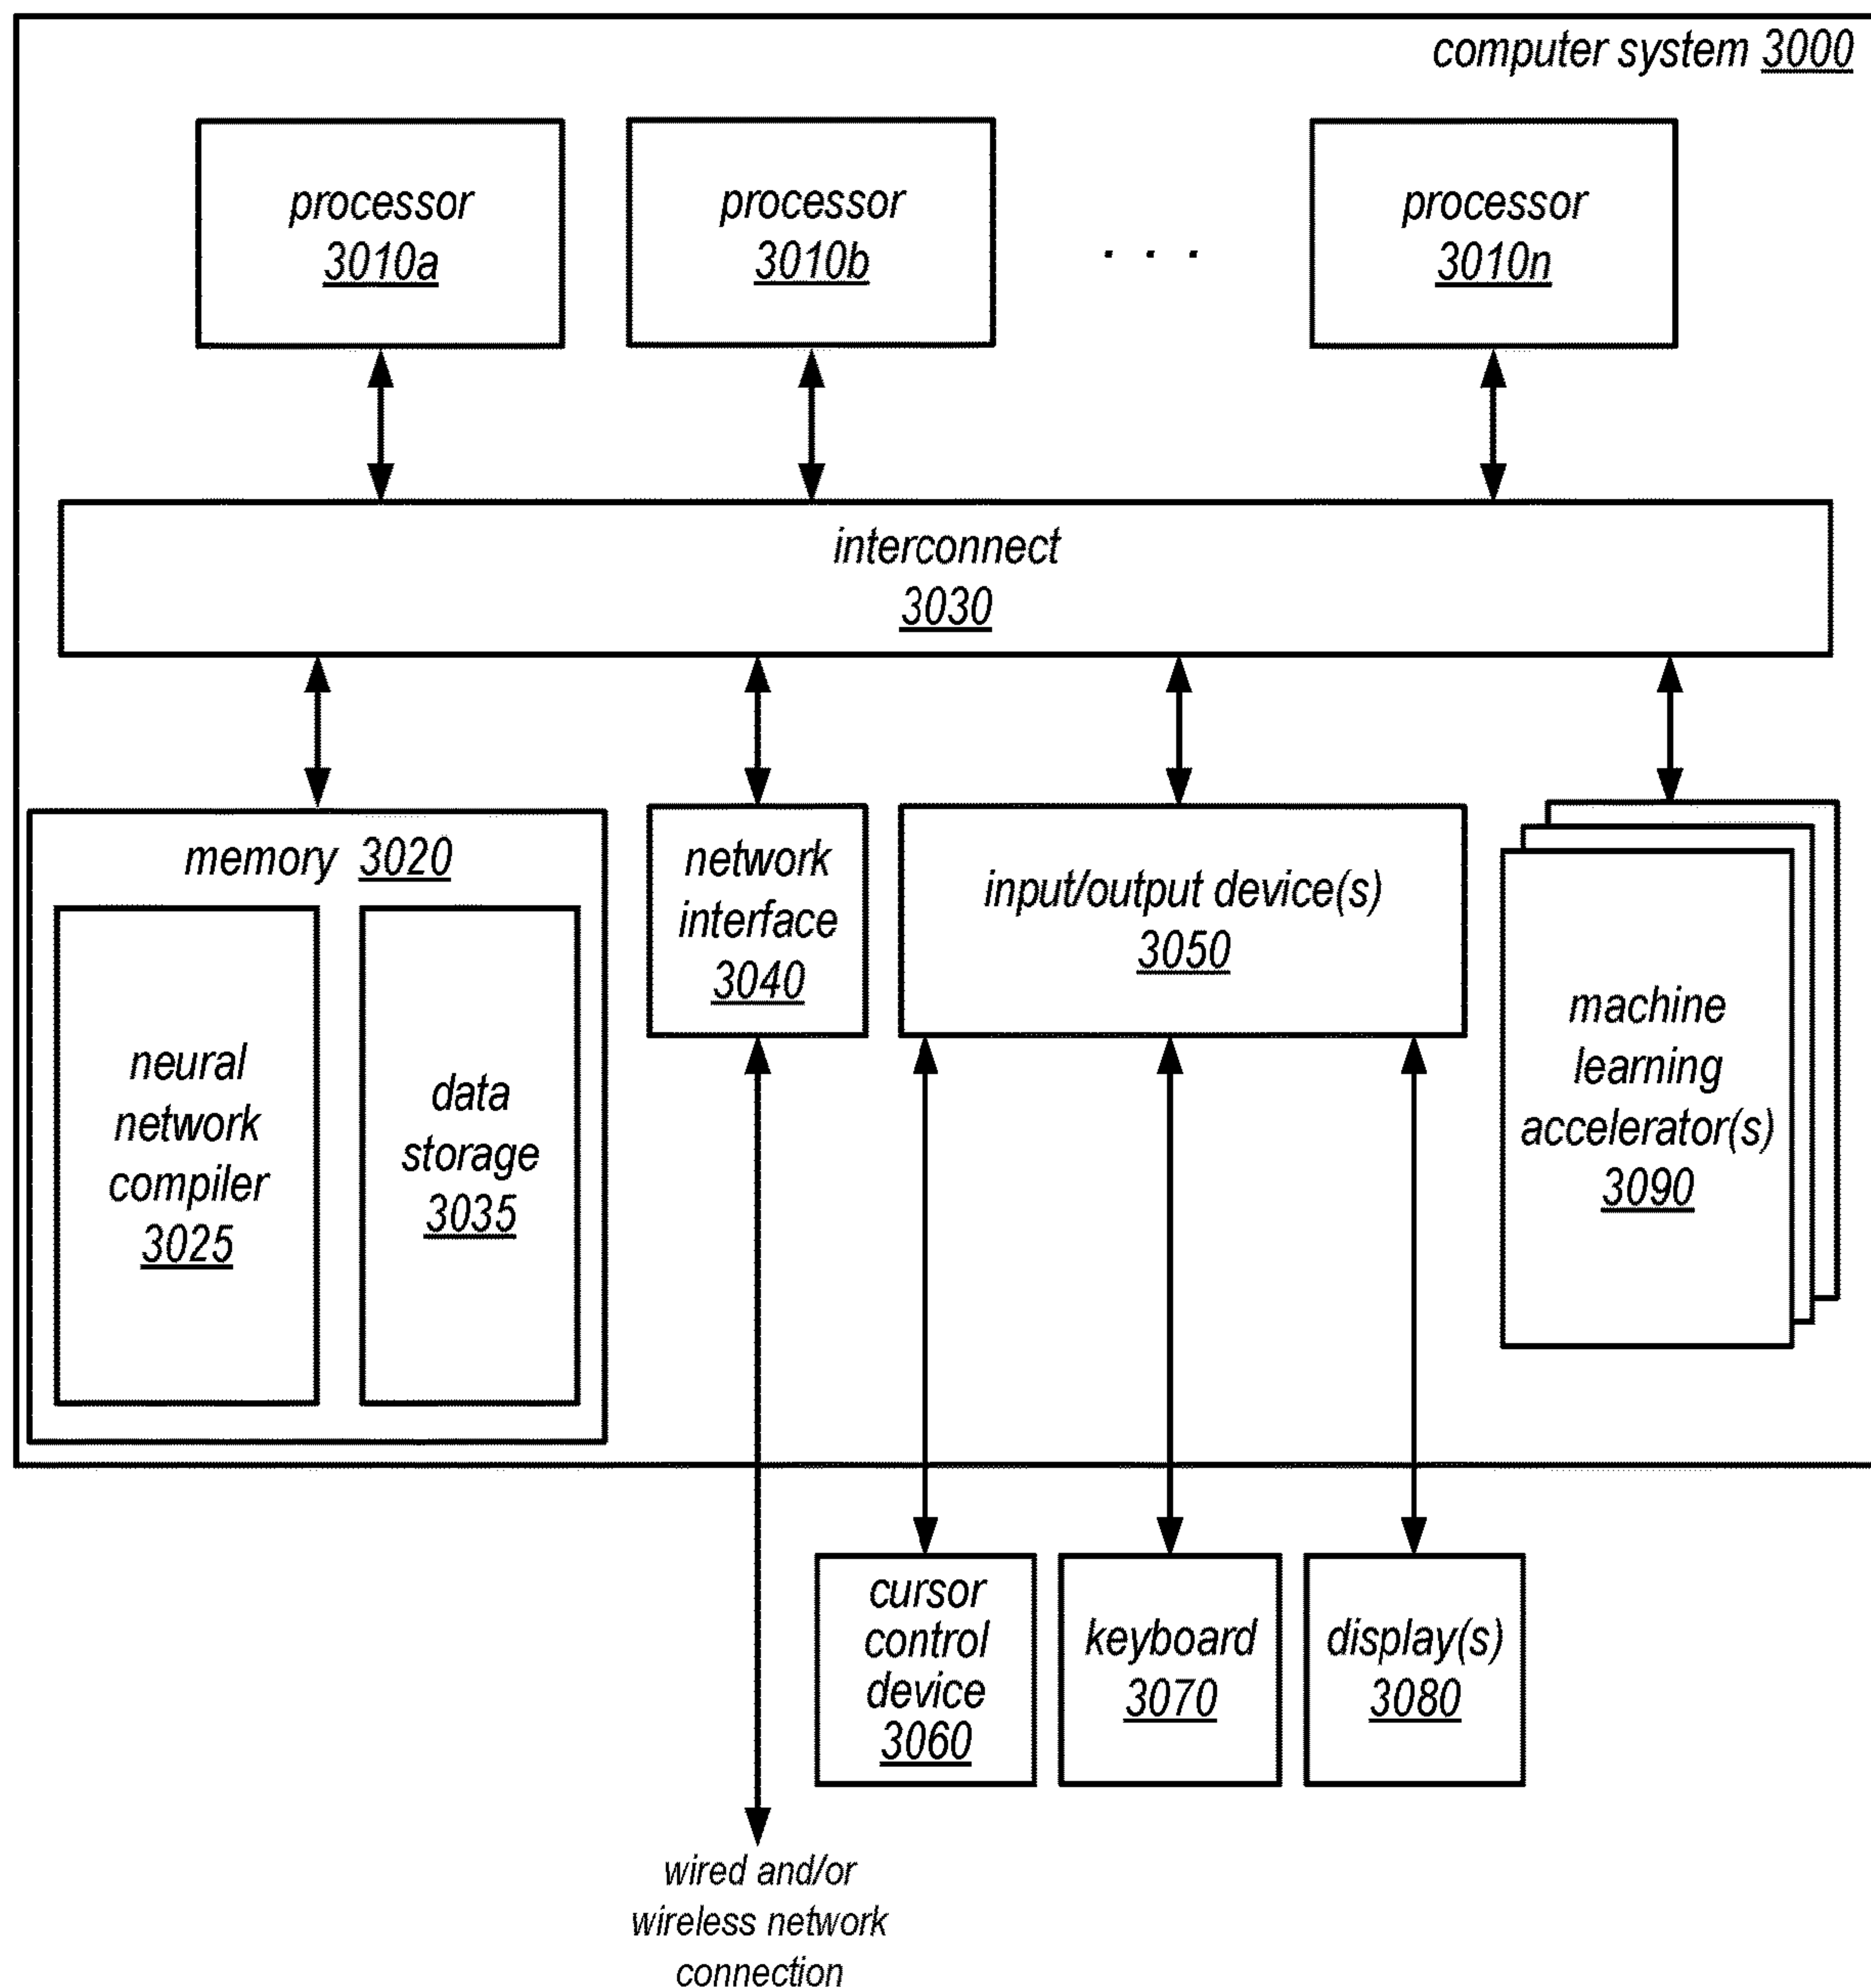 computer system 3000
processor
3010a
processor
3010b
. . .
processor
3010n
interconnect
3030
memory 3020
neural
network
compiler
3025
data
storage
3035
network
interface
3040
input/output device(s)
3050
machine
learning
accelerator(s)
3090
cursor
control
device
3060
keyboard
3070
display(s)
3080
wired and/or
wireless network
connection